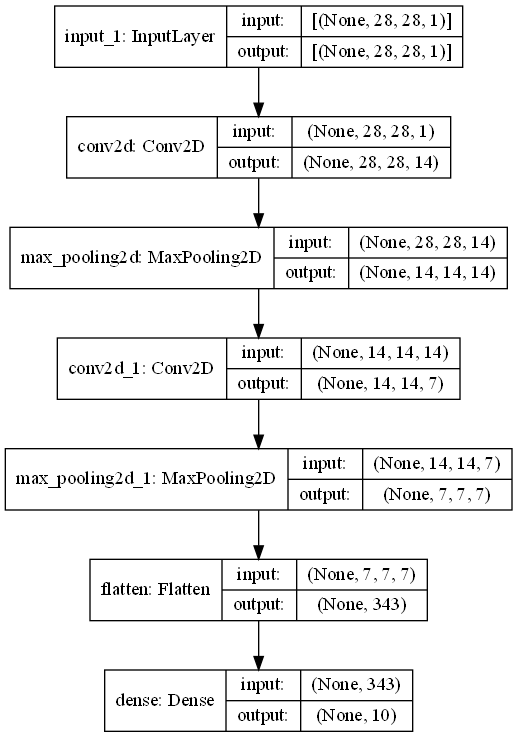 input_1: InputLayer
input: [(None, 28, 28, 1)]
output: [(None, 28, 28, 1)]
conv2d: Conv2D
input: (None, 28, 28, 1)
output: (None, 28, 28, 14)
max_pooling2d: MaxPooling2D
input: (None, 28, 28, 14)
output: (None, 14, 14, 14)
conv2d_1: Conv2D
input: (None, 14, 14, 14)
output: (None, 14, 14, 7)
max_pooling2d_1: MaxPooling2D
input: (None, 14, 14, 7)
output: (None, 7, 7, 7)
flatten: Flatten
input: (None, 7, 7, 7)
output: (None, 343)
dense: Dense
input: (None, 343)
output: (None, 10)